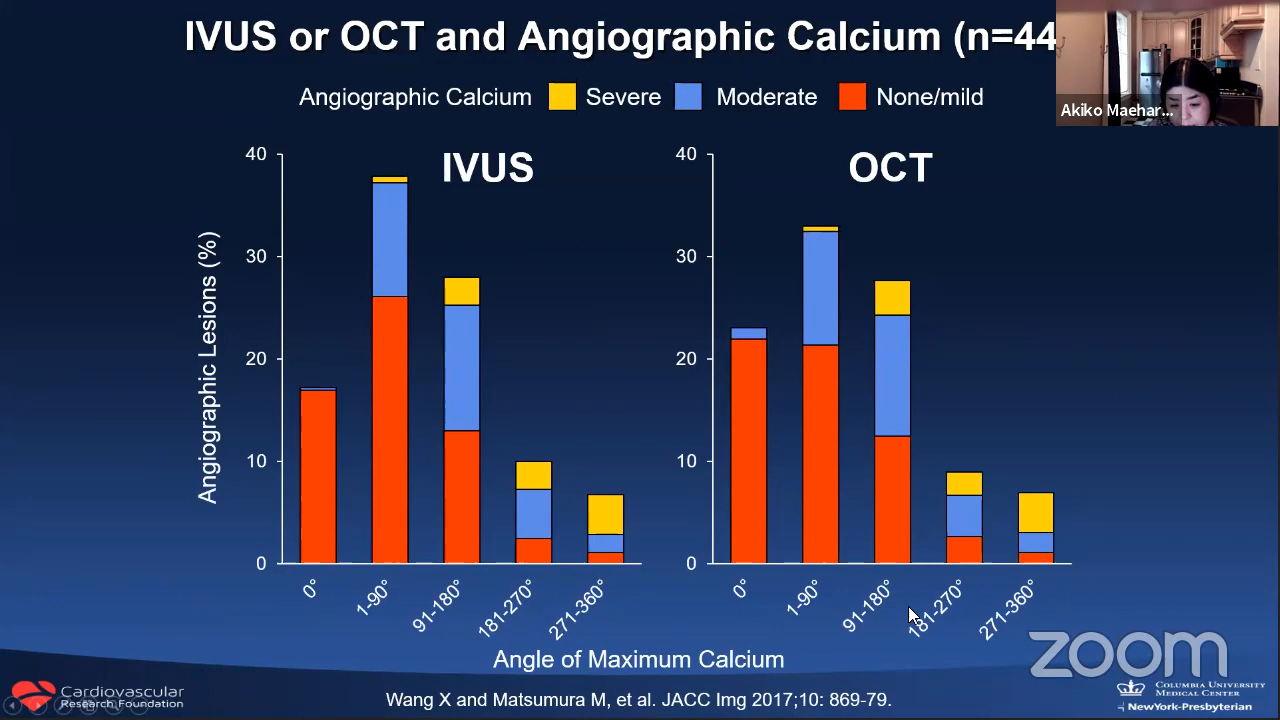 IVUS or OCT and Angiographic Calcium (n=44
Akiko Maehar...
Angiographic Calcium Severe Moderate None/mild
IVUS
OCT
Angiographic Lesions (%)
40
30
20
10
0
0°
1-90°
91-180°
181-270°
271-360°
40
30
20
10
0
0°
1-90°
91-180°
181-270°
271-360°
Angle of Maximum Calcium
zoom
Cardiovascular
Research Foundation
Wang X and Matsumura M, et al. JACC Img 2017;10: 869-79.
COLUMBIA UNIVERSITY
MEDICAL CENTER
NewYork-Presbyterian